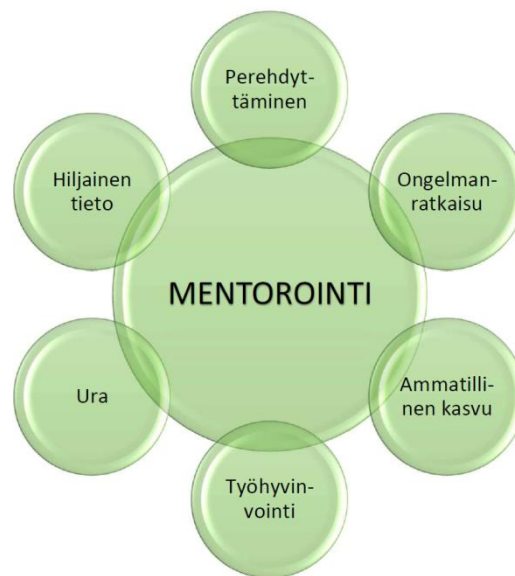 Perehdyt-
täminen
Hiljainen
tieto
Ongelman-
ratkaisu
MENTOROINTI
Ura
Ammatilli-
nen kasvu
Työhyvin-
vointi